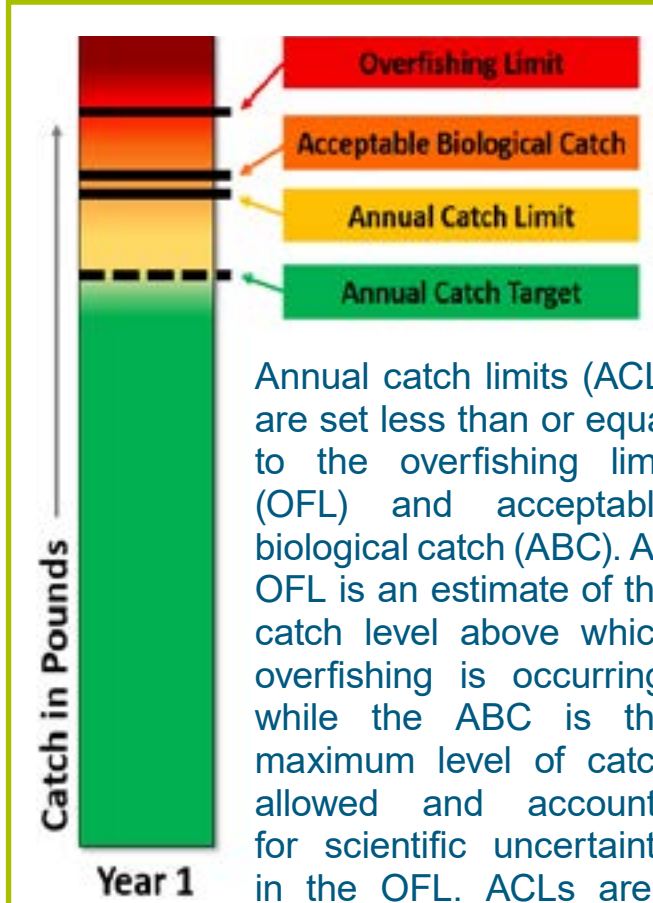 Overfishing Limit
Acceptable Biological Catch
Annual Catch Limit
Annual Catch Target
Catch in Pounds
Year 1
Annual catch limits (ACL
are set less than or equa
to the overfishing lim
(OFL) and acceptabl
biological catch (ABC). A
OFL is an estimate of th
catch level above whic
overfishing is occurring
while the ABC is th
maximum level of catc
allowed and account
for scientific uncertaint
in the OFL. ACLs are